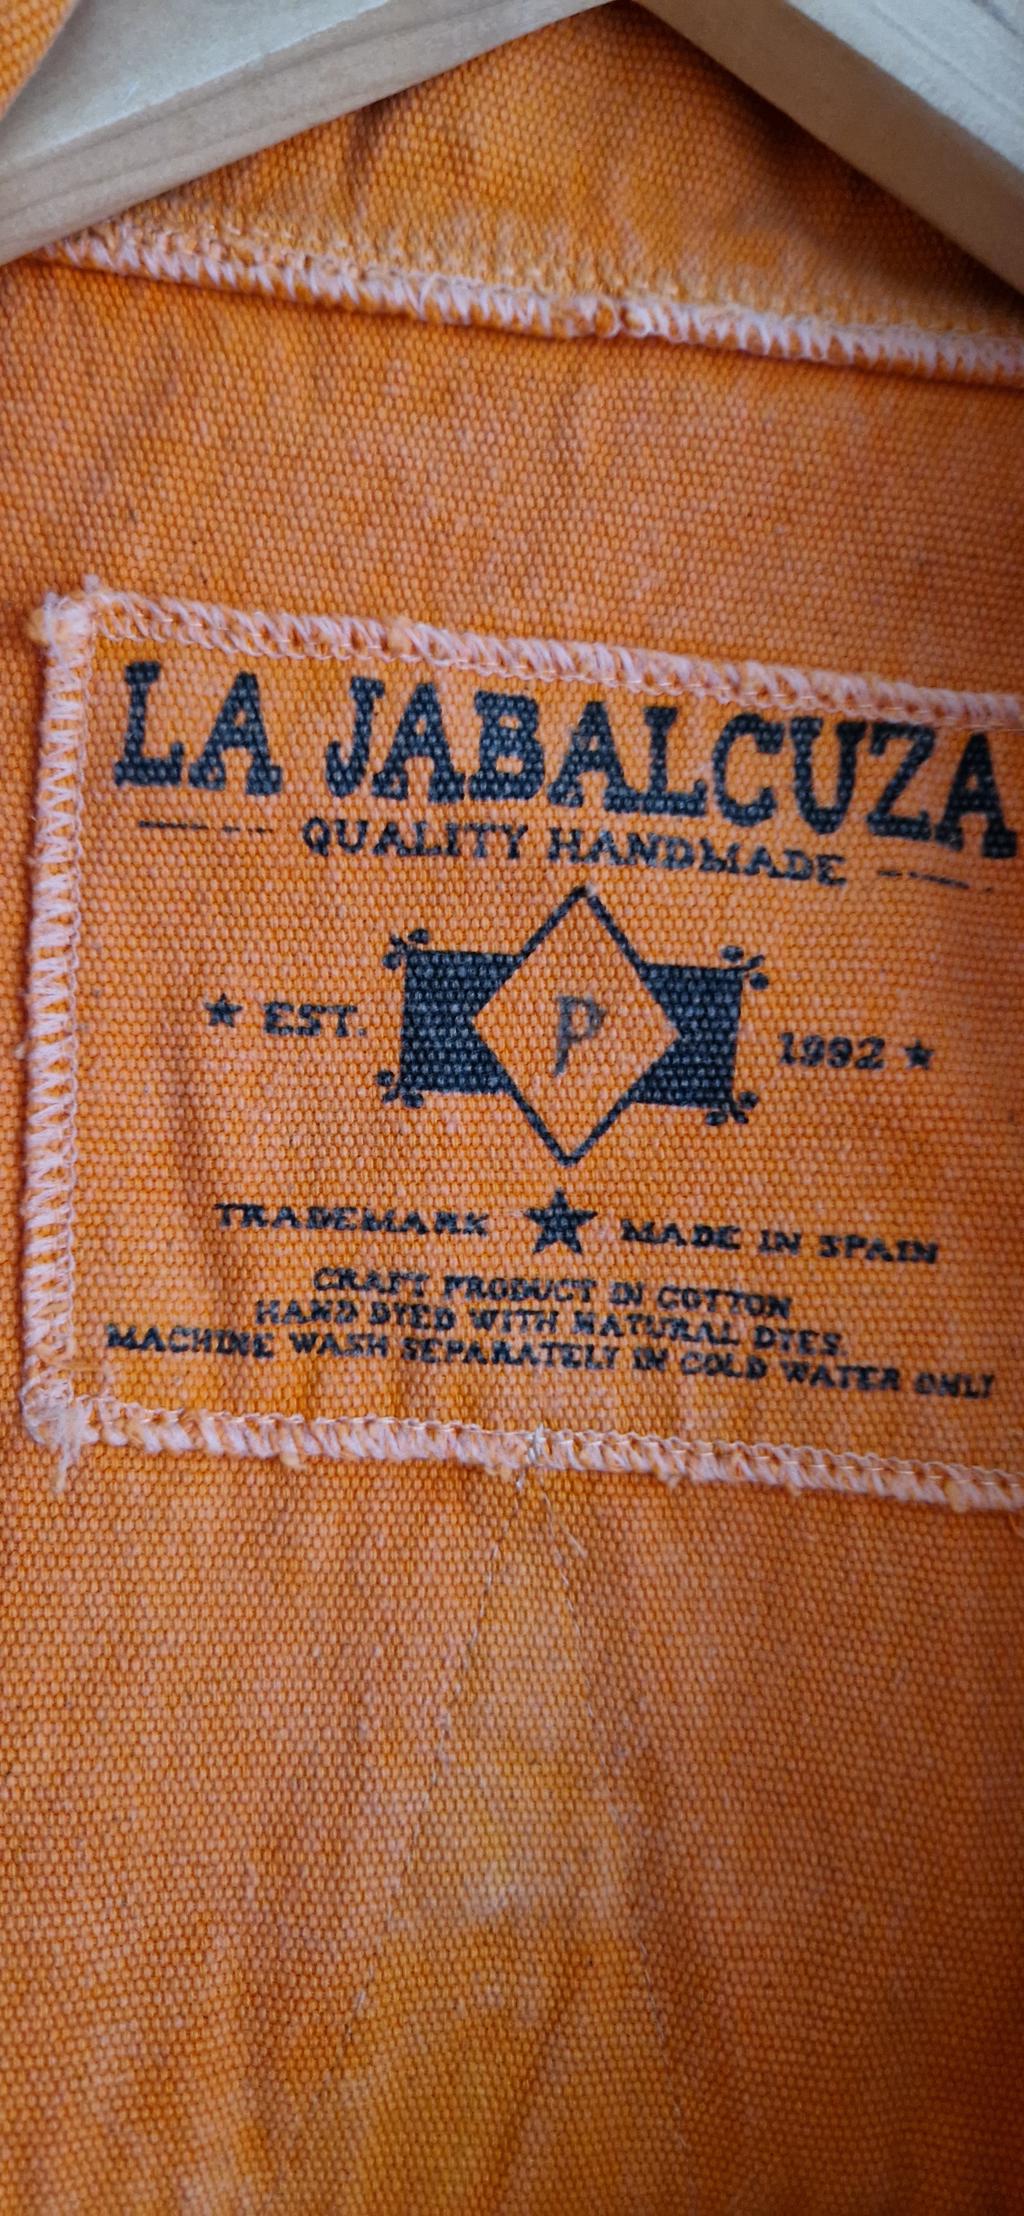 LA JABALCUZA
QUALITY HANDMADE
EST. P 1992
TRADEMARK MADE IN SPAIN
CRAFT PRODUCT IN COTTON
HAND DYED WITH NATURAL DYES.
MACHINE WASH SEPARATELY IN COLD WATER ONLY